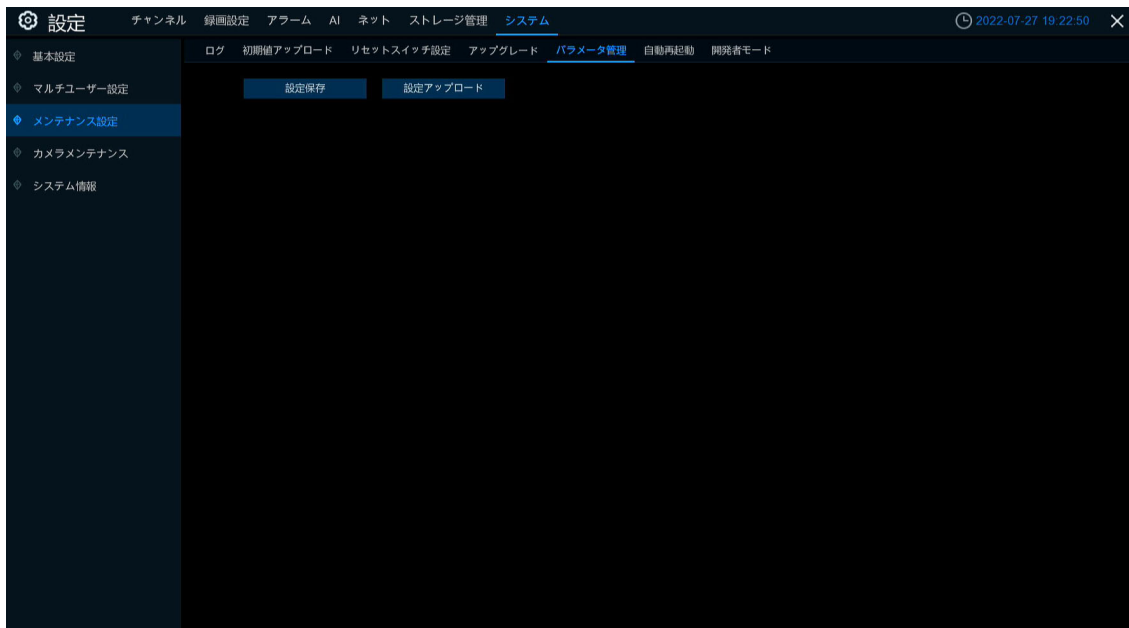 設定 チャンネル 録画設定 アラーム AI ネット ストレージ管理 システム 2022-07-27 19:22:50
ログ 初期値アップロード リセットスイッチ設定 アップグレード パラメータ管理 自動再起動 開発者モード
基本設定
マルチユーザー設定
メンテナンス設定
カメラメンテナンス
システム情報
設定保存 設定アップロード